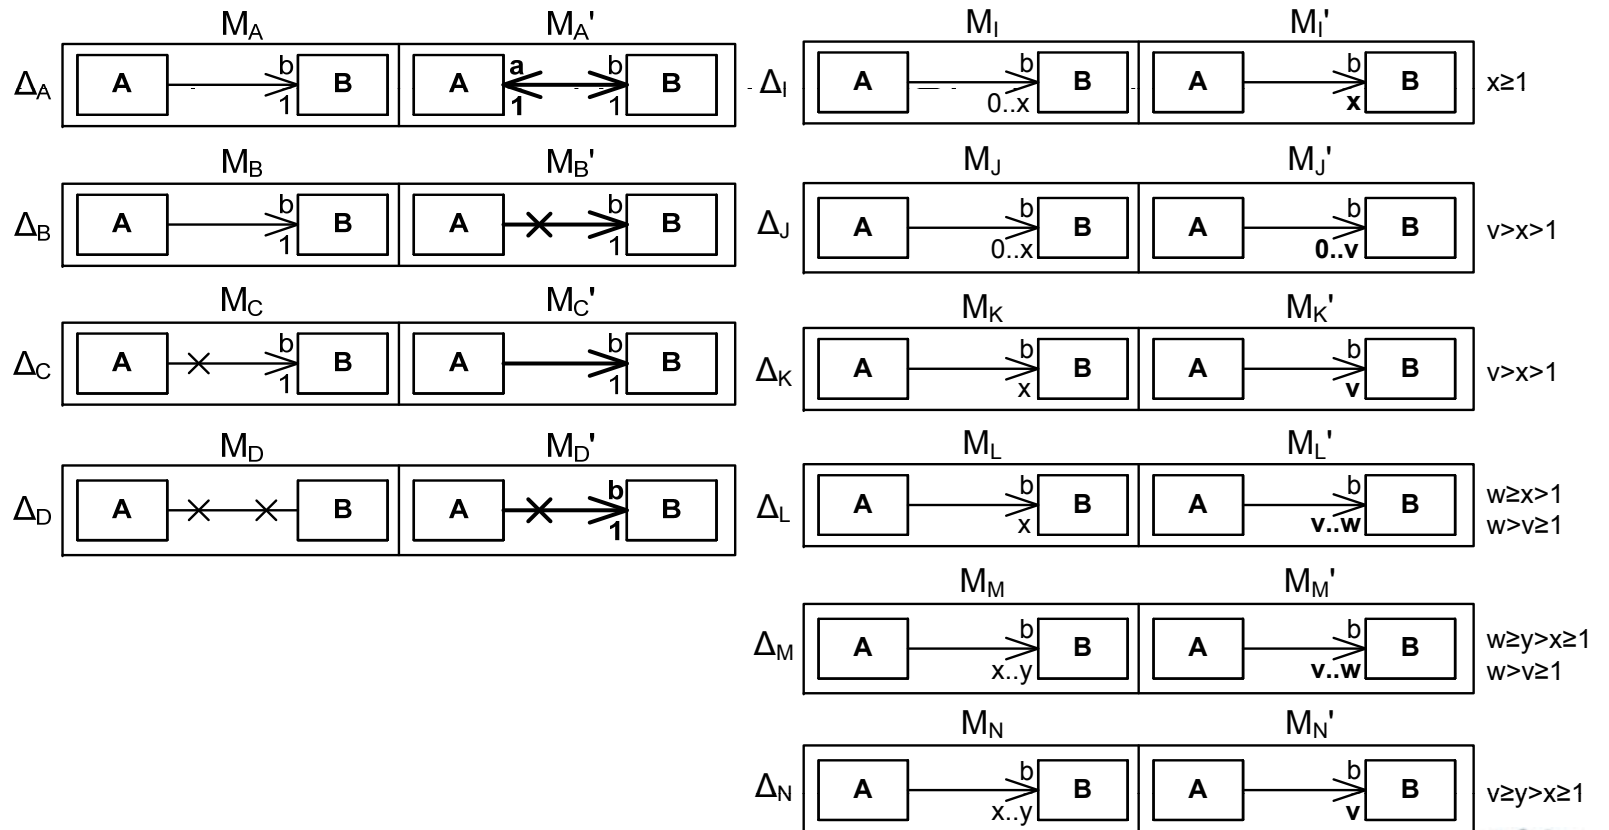 M_A M_A'
Δ_A A b 1 B A a 1 b 1 B
M_B M_B'
Δ_B A b 1 B A b 1 B
M_C M_C'
Δ_C A b 1 B A b 1 B
M_D M_D'
Δ_D A B A b 1 B
M_I M_I'
Δ_I A b 0..x B A b x B x≥1
M_J M_J'
Δ_J A b 0..x B A b 0..v B v>x>1
M_K M_K'
Δ_K A b x B A b v B v>x>1
M_L M_L'
Δ_L A b x B A b v..w B w≥x>1
w>v≥1
M_M M_M'
Δ_M A b x..y B A b v..w B w≥y>x≥1
w>v≥1
M_N M_N'
Δ_N A b x..y B A b v B v≥y>x≥1